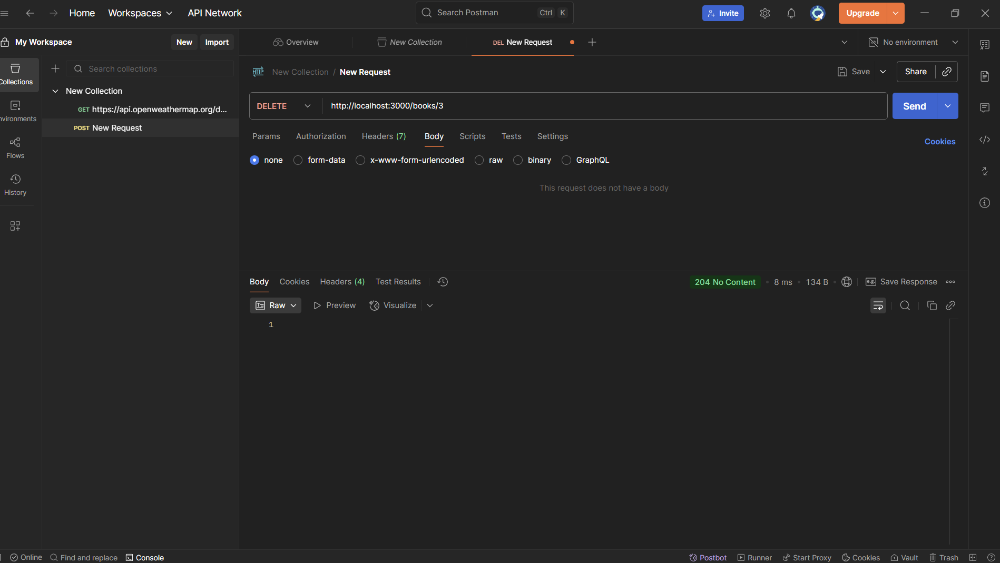 Home Workspaces API Network
Search Postman Ctrl K
Invite Upgrade
My Workspace New Import
Overview New Collection DEL New Request No environment
Collections
nvironments
Flows
History
Search collections
New Collection
GET https://api.openweathermap.org/d...
POST New Request
HTTP New Collection / New Request Save Share
DELETE http://localhost:3000/books/3 Send
Params Authorization Headers (7) Body Scripts Tests Settings Cookies
none form-data x-www-form-urlencoded raw binary GraphQL
This request does not have a body
Body Cookies Headers (4) Test Results 204 No Content • 8 ms • 134 B • e.g. Save Response
Raw Preview Visualize
1
Online Find and replace Console Postbot Runner Start Proxy Cookies Vault Trash